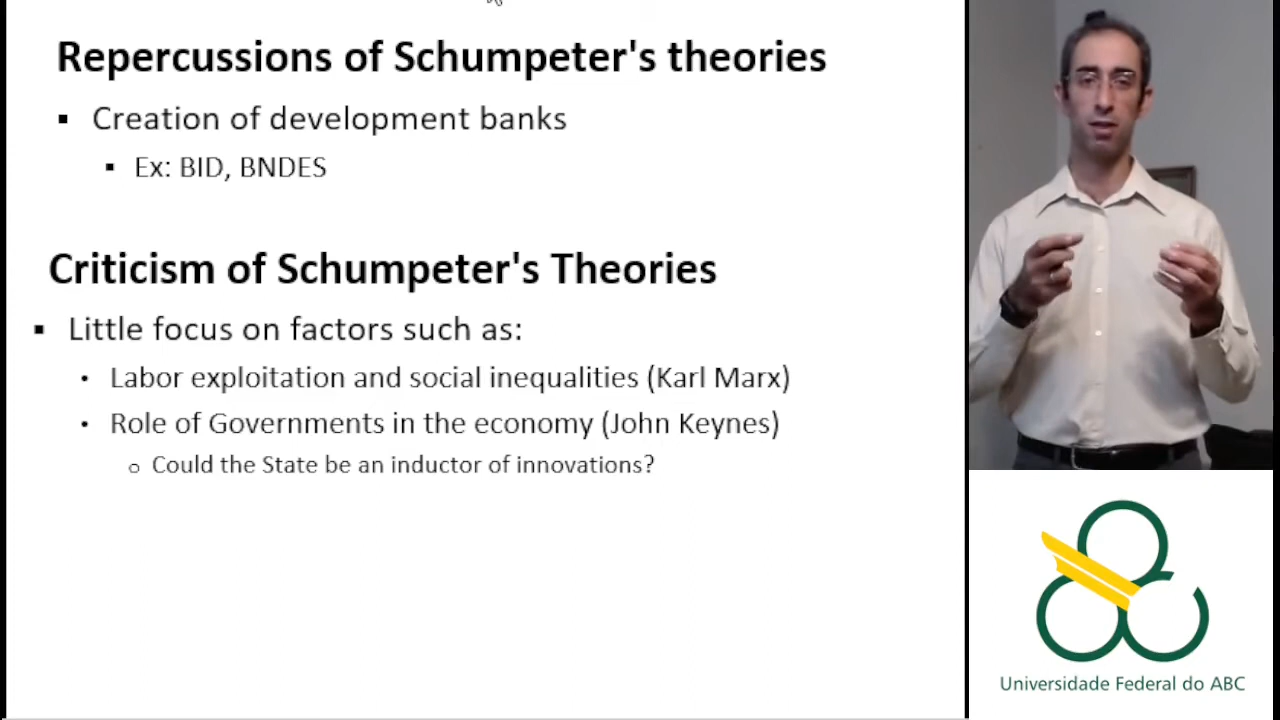 Repercussions of Schumpeter's theories
▪ Creation of development banks
▪ Ex: BID, BNDES
Criticism of Schumpeter's Theories
▪ Little focus on factors such as:
• Labor exploitation and social inequalities (Karl Marx)
• Role of Governments in the economy (John Keynes)
o Could the State be an inductor of innovations?
Universidade Federal do ABC